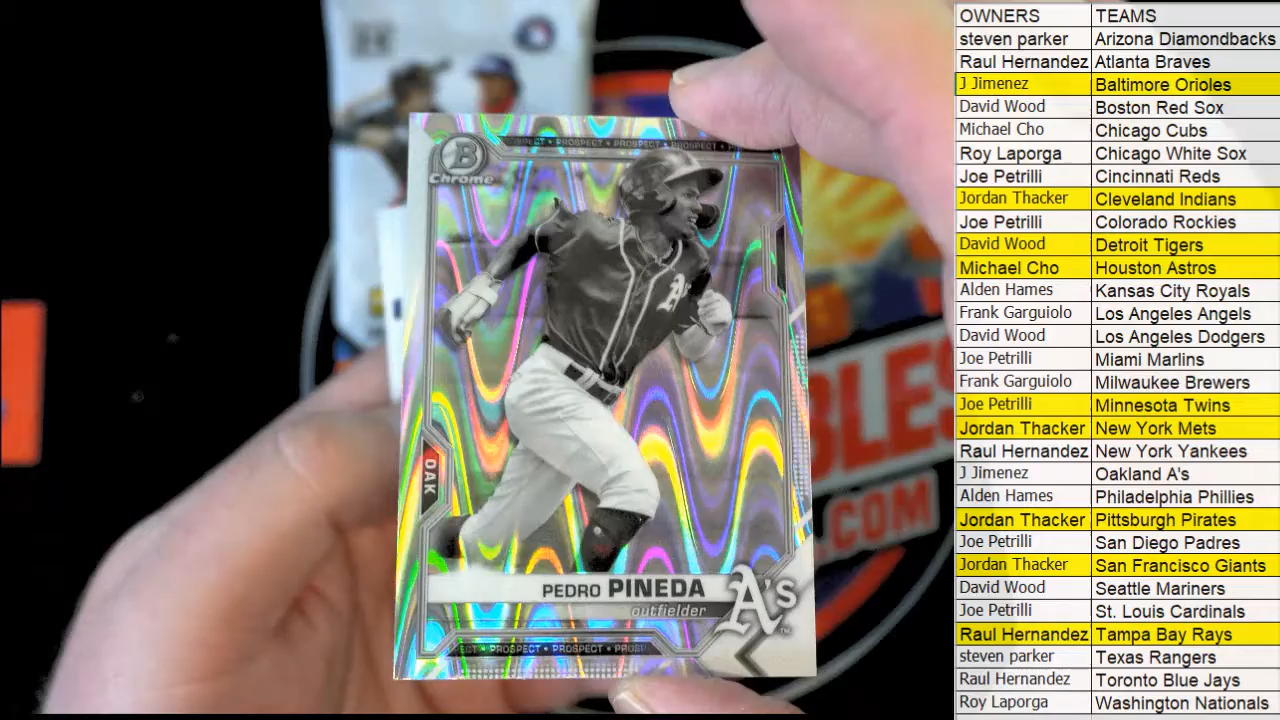 B
Chrome
PROSPECT • PROSPECT • PROSPECT
A's
OAK
PEDRO PINEDA
outfielder
A's
PROSPECT • PROSPECT
BLES
.COM
OWNERS TEAMS
steven parker Arizona Diamondbacks
Raul Hernandez Atlanta Braves
J Jimenez Baltimore Orioles
David Wood Boston Red Sox
Michael Cho Chicago Cubs
Roy Laporga Chicago White Sox
Joe Petrilli Cincinnati Reds
Jordan Thacker Cleveland Indians
Joe Petrilli Colorado Rockies
David Wood Detroit Tigers
Michael Cho Houston Astros
Alden Hames Kansas City Royals
Frank Garguiolo Los Angeles Angels
David Wood Los Angeles Dodgers
Joe Petrilli Miami Marlins
Frank Garguiolo Milwaukee Brewers
Joe Petrilli Minnesota Twins
Jordan Thacker New York Mets
Raul Hernandez New York Yankees
J Jimenez Oakland A's
Alden Hames Philadelphia Phillies
Jordan Thacker Pittsburgh Pirates
Joe Petrilli San Diego Padres
Jordan Thacker San Francisco Giants
David Wood Seattle Mariners
Joe Petrilli St. Louis Cardinals
Raul Hernandez Tampa Bay Rays
steven parker Texas Rangers
Raul Hernandez Toronto Blue Jays
Roy Laporga Washington Nationals